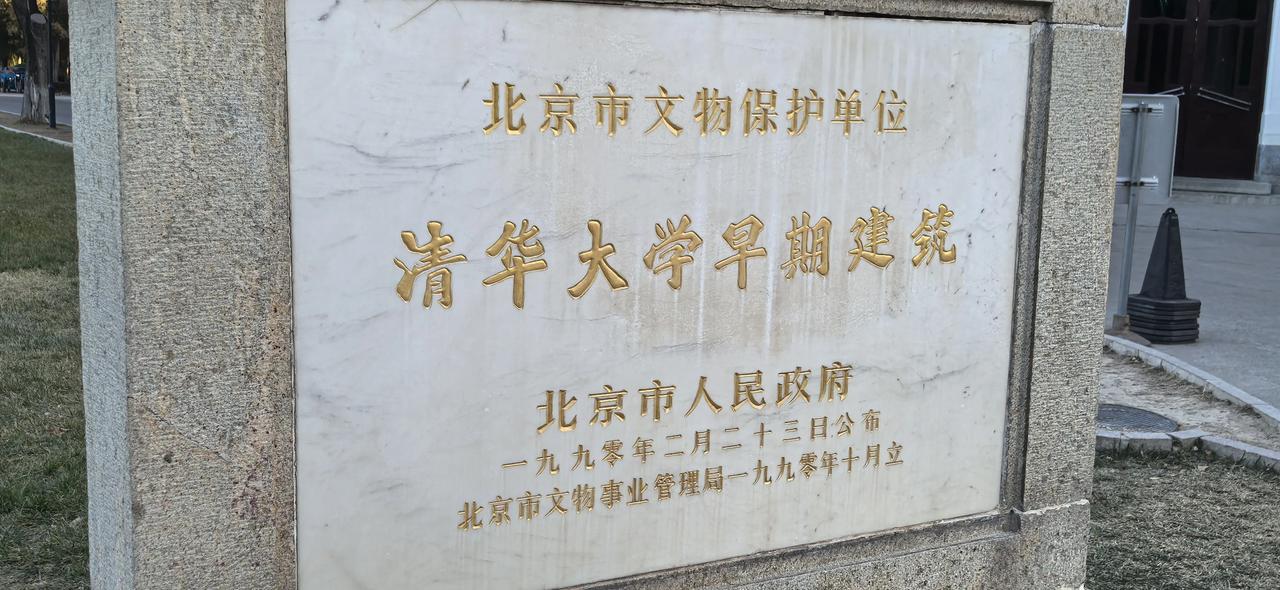 北京市文物保护单位
清华大学早期建筑
北京市人民政府
一九九零年二月二十三日公布
北京市文物事业管理局一九九零年十月立